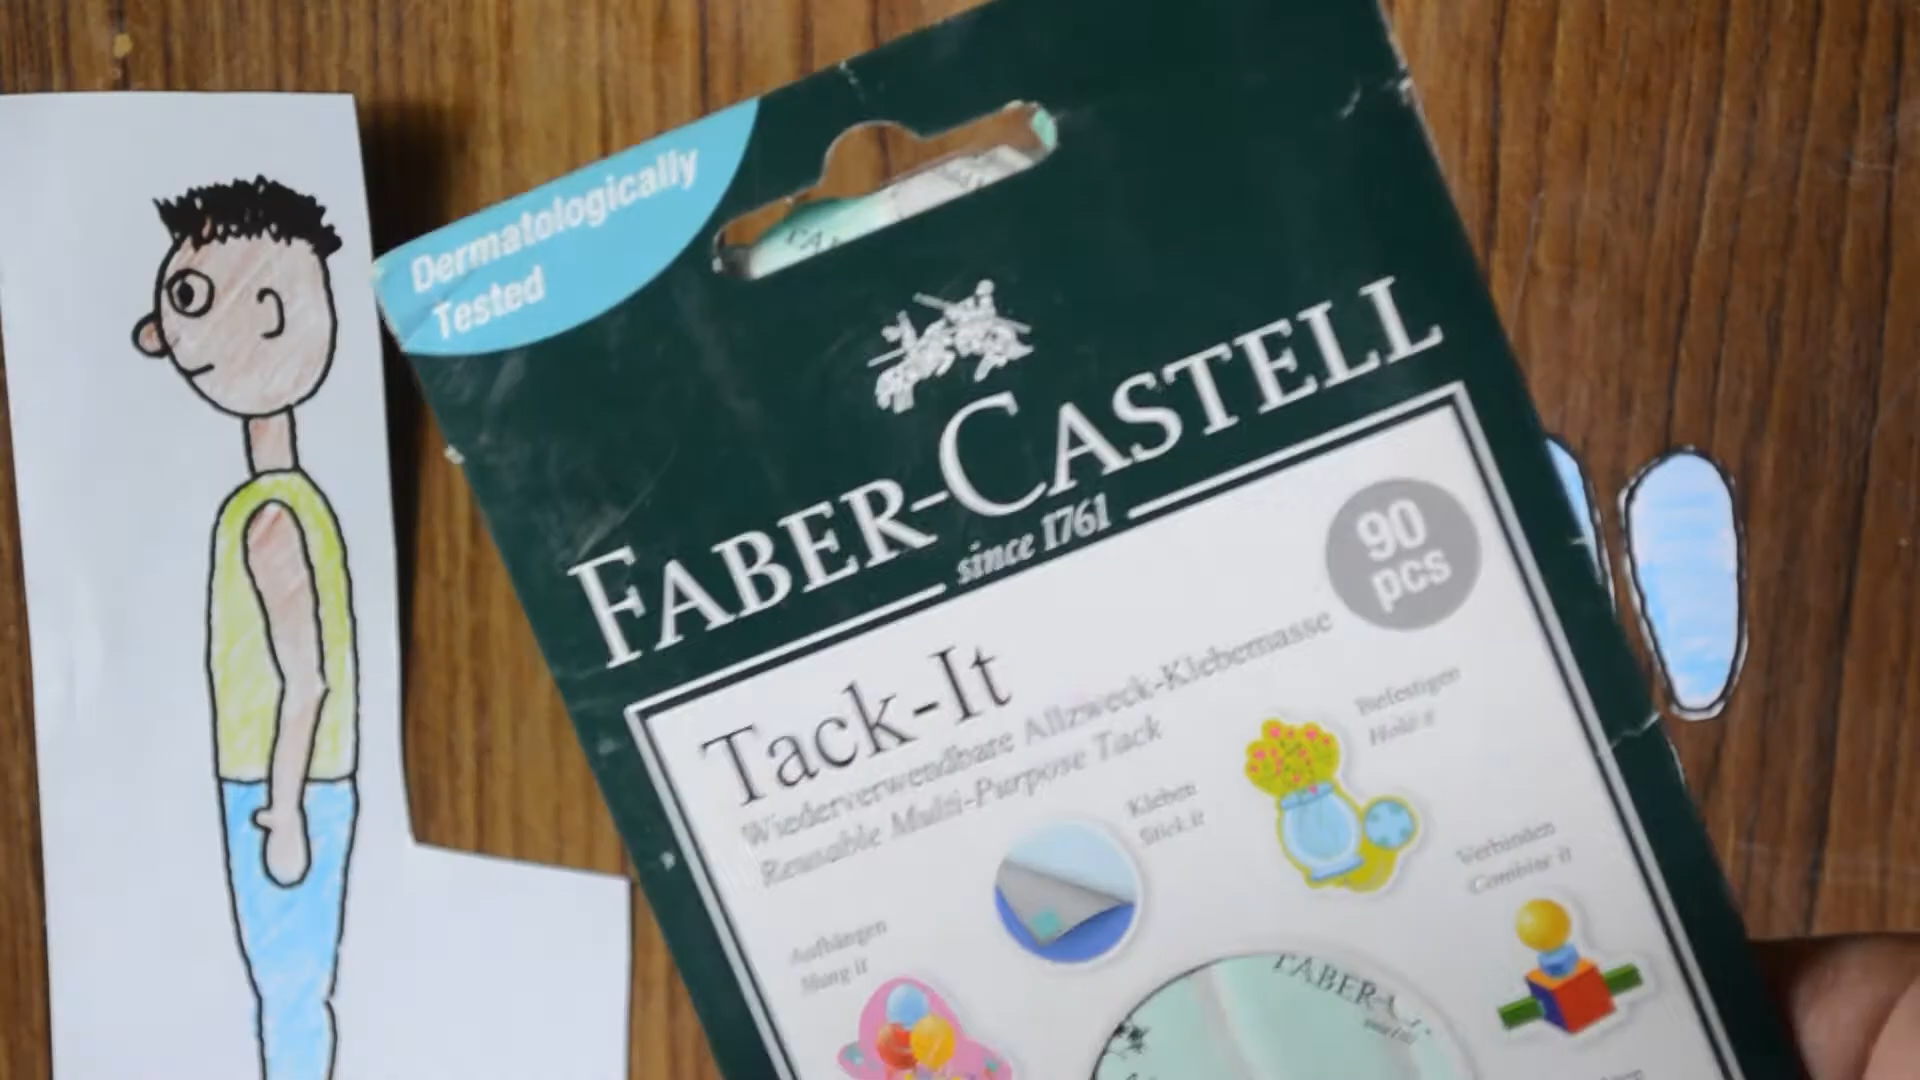 Dermatologically
Tested
FABER-CASTELL
since 1761
90
pcs
Tack-It
Wiederverwendbare Allzweck-Klebemasse
Reusable Multi-Purpose Tack
Befestigen
Hold it
Kleben
Stick it
Verbinden
Combine it
Aufhängen
Hang it
FABER-C